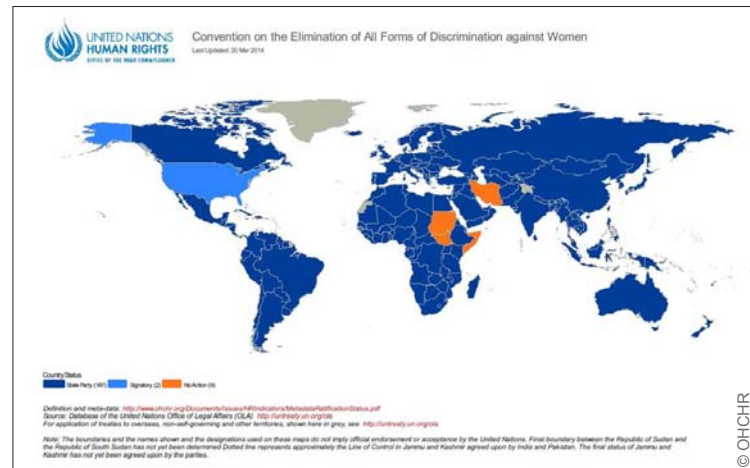 UNITED NATIONS
HUMAN RIGHTS
OFFICE OF THE HIGH COMMISSIONER
Convention on the Elimination of All Forms of Discrimination against Women
Last Updated: 20 Mar 2014
Country Status
State Party (187)
Signatory (2)
No Action (9)
Definition and meta-data: http://www.ohchr.org/Documents/Issues/HRIndicators/MetadataRatificationStatus.pdf
Source: Database of the United Nations Office of Legal Affairs (OLA) http://untreaty.un.org/ola
For application of treaties to overseas, non-self-governing and other territories, shown here in grey, see http://untreaty.un.org/ola
Note: The boundaries and the names shown and the designations used on these maps do not imply official endorsement or acceptance by the United Nations. Final boundary between the Republic of Sudan and
the Republic of South Sudan has not yet been determined Dotted line represents approximately the Line of Control in Jammu and Kashmir agreed upon by India and Pakistan. The final status of Jammu and
Kashmir has not yet been agreed upon by the parties.
© OHCHR